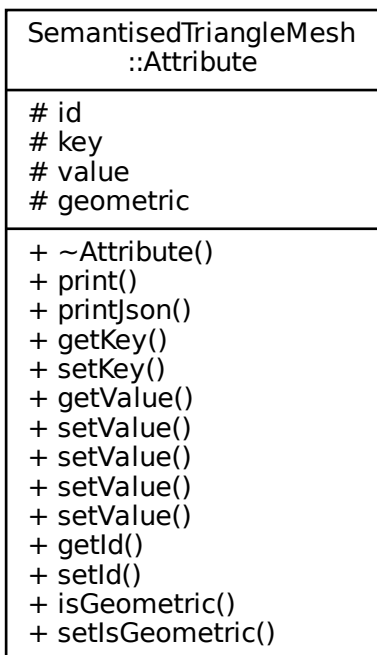 SemantisedTriangleMesh
::Attribute
# id
# key
# value
# geometric
+ ~Attribute()
+ print()
+ printJson()
+ getKey()
+ setKey()
+ getValue()
+ setValue()
+ setValue()
+ setValue()
+ setValue()
+ getId()
+ setId()
+ isGeometric()
+ setIsGeometric()